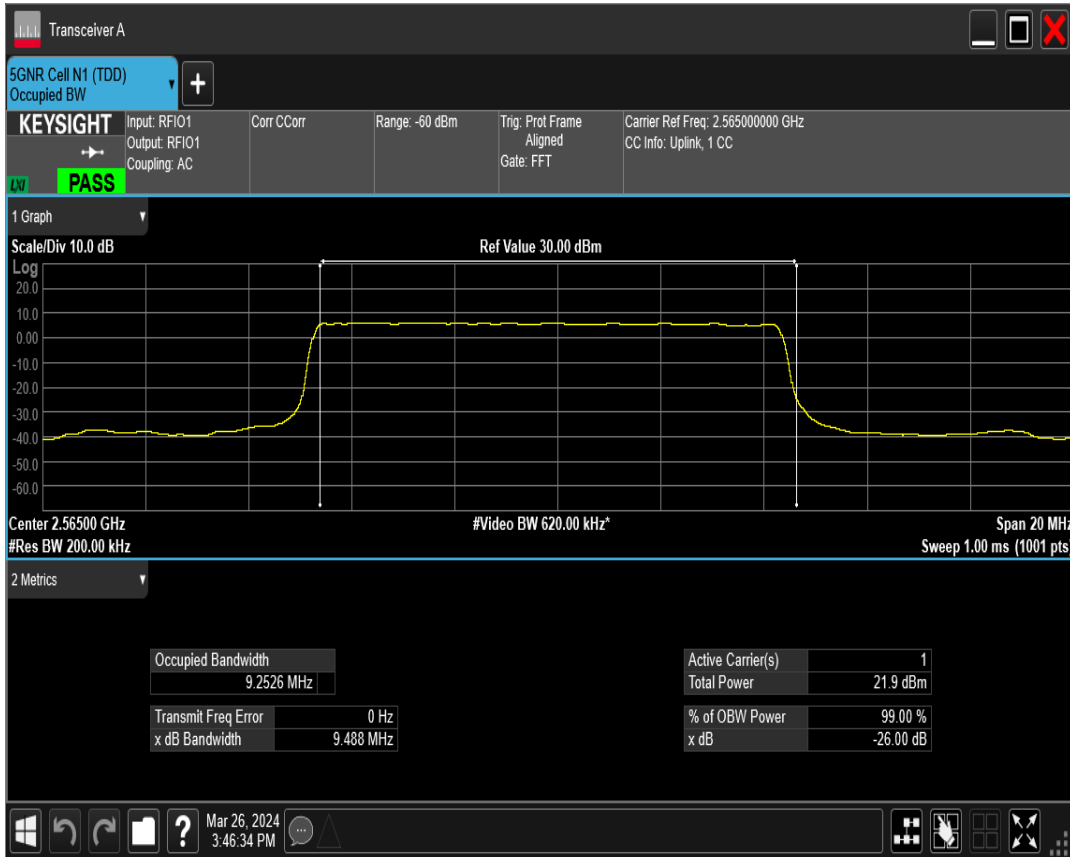 Transceiver A
5GNR Cell N1 (TDD)
Occupied BW
+
KEYSIGHT
LXI
PASS
Input: RFIO1
Output: RFIO1
Coupling: AC
Corr CCorr
Range: -60 dBm
Trig: Prot Frame
Aligned
Gate: FFT
Carrier Ref Freq: 2.565000000 GHz
CC Info: Uplink, 1 CC
1 Graph
Scale/Div 10.0 dB
Ref Value 30.00 dBm
Log
20.0
10.0
0.00
-10.0
-20.0
-30.0
-40.0
-50.0
-60.0
Center 2.56500 GHz
#Video BW 620.00 kHz*
Span 20 MHz
#Res BW 200.00 kHz
Sweep 1.00 ms (1001 pts)
2 Metrics
Occupied Bandwidth
9.2526 MHz
Transmit Freq Error 0 Hz
x dB Bandwidth 9.488 MHz
Active Carrier(s) 1
Total Power 21.9 dBm
% of OBW Power 99.00 %
x dB -26.00 dB
?
Mar 26, 2024
3:46:34 PM